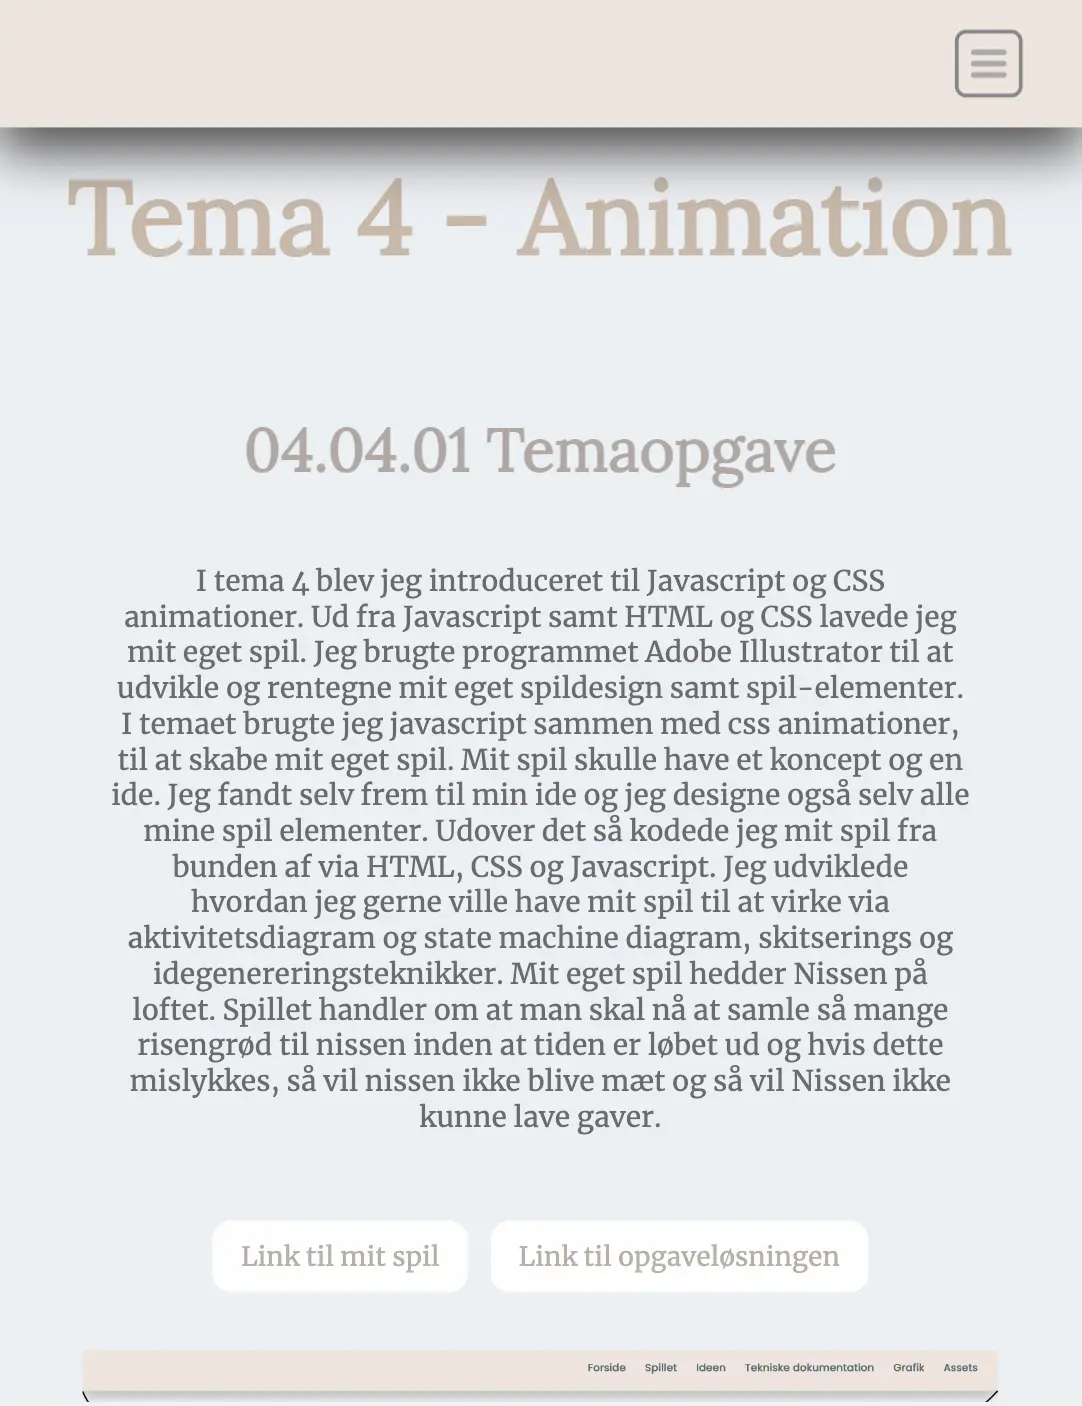 Tema 4 - Animation
04.04.01 Temaopgave
I tema 4 blev jeg introduceret til Javascript og CSS
animationer. Ud fra Javascript samt HTML og CSS lavede jeg
mit eget spil. Jeg brugte programmet Adobe Illustrator til at
udvikle og rentegne mit eget spildesign samt spil-elementer.
I temaet brugte jeg javascript sammen med css animationer,
til at skabe mit eget spil. Mit spil skulle have et koncept og en
ide. Jeg fandt selv frem til min ide og jeg designe også selv alle
mine spil elementer. Udover det så kodede jeg mit spil fra
bunden af via HTML, CSS og Javascript. Jeg udviklede
hvordan jeg gerne ville have mit spil til at virke via
aktivitetsdiagram og state machine diagram, skitserings og
idegenereringsteknikker. Mit eget spil hedder Nissen på
loftet. Spillet handler om at man skal nå at samle så mange
risengrød til nissen inden at tiden er løbet ud og hvis dette
mislykkes, så vil nissen ikke blive mæt og så vil Nissen ikke
kunne lave gaver.
Link til mit spil Link til opgaveløsningen
Forside Spillet Ideen Tekniske dokumentation Grafik Assets